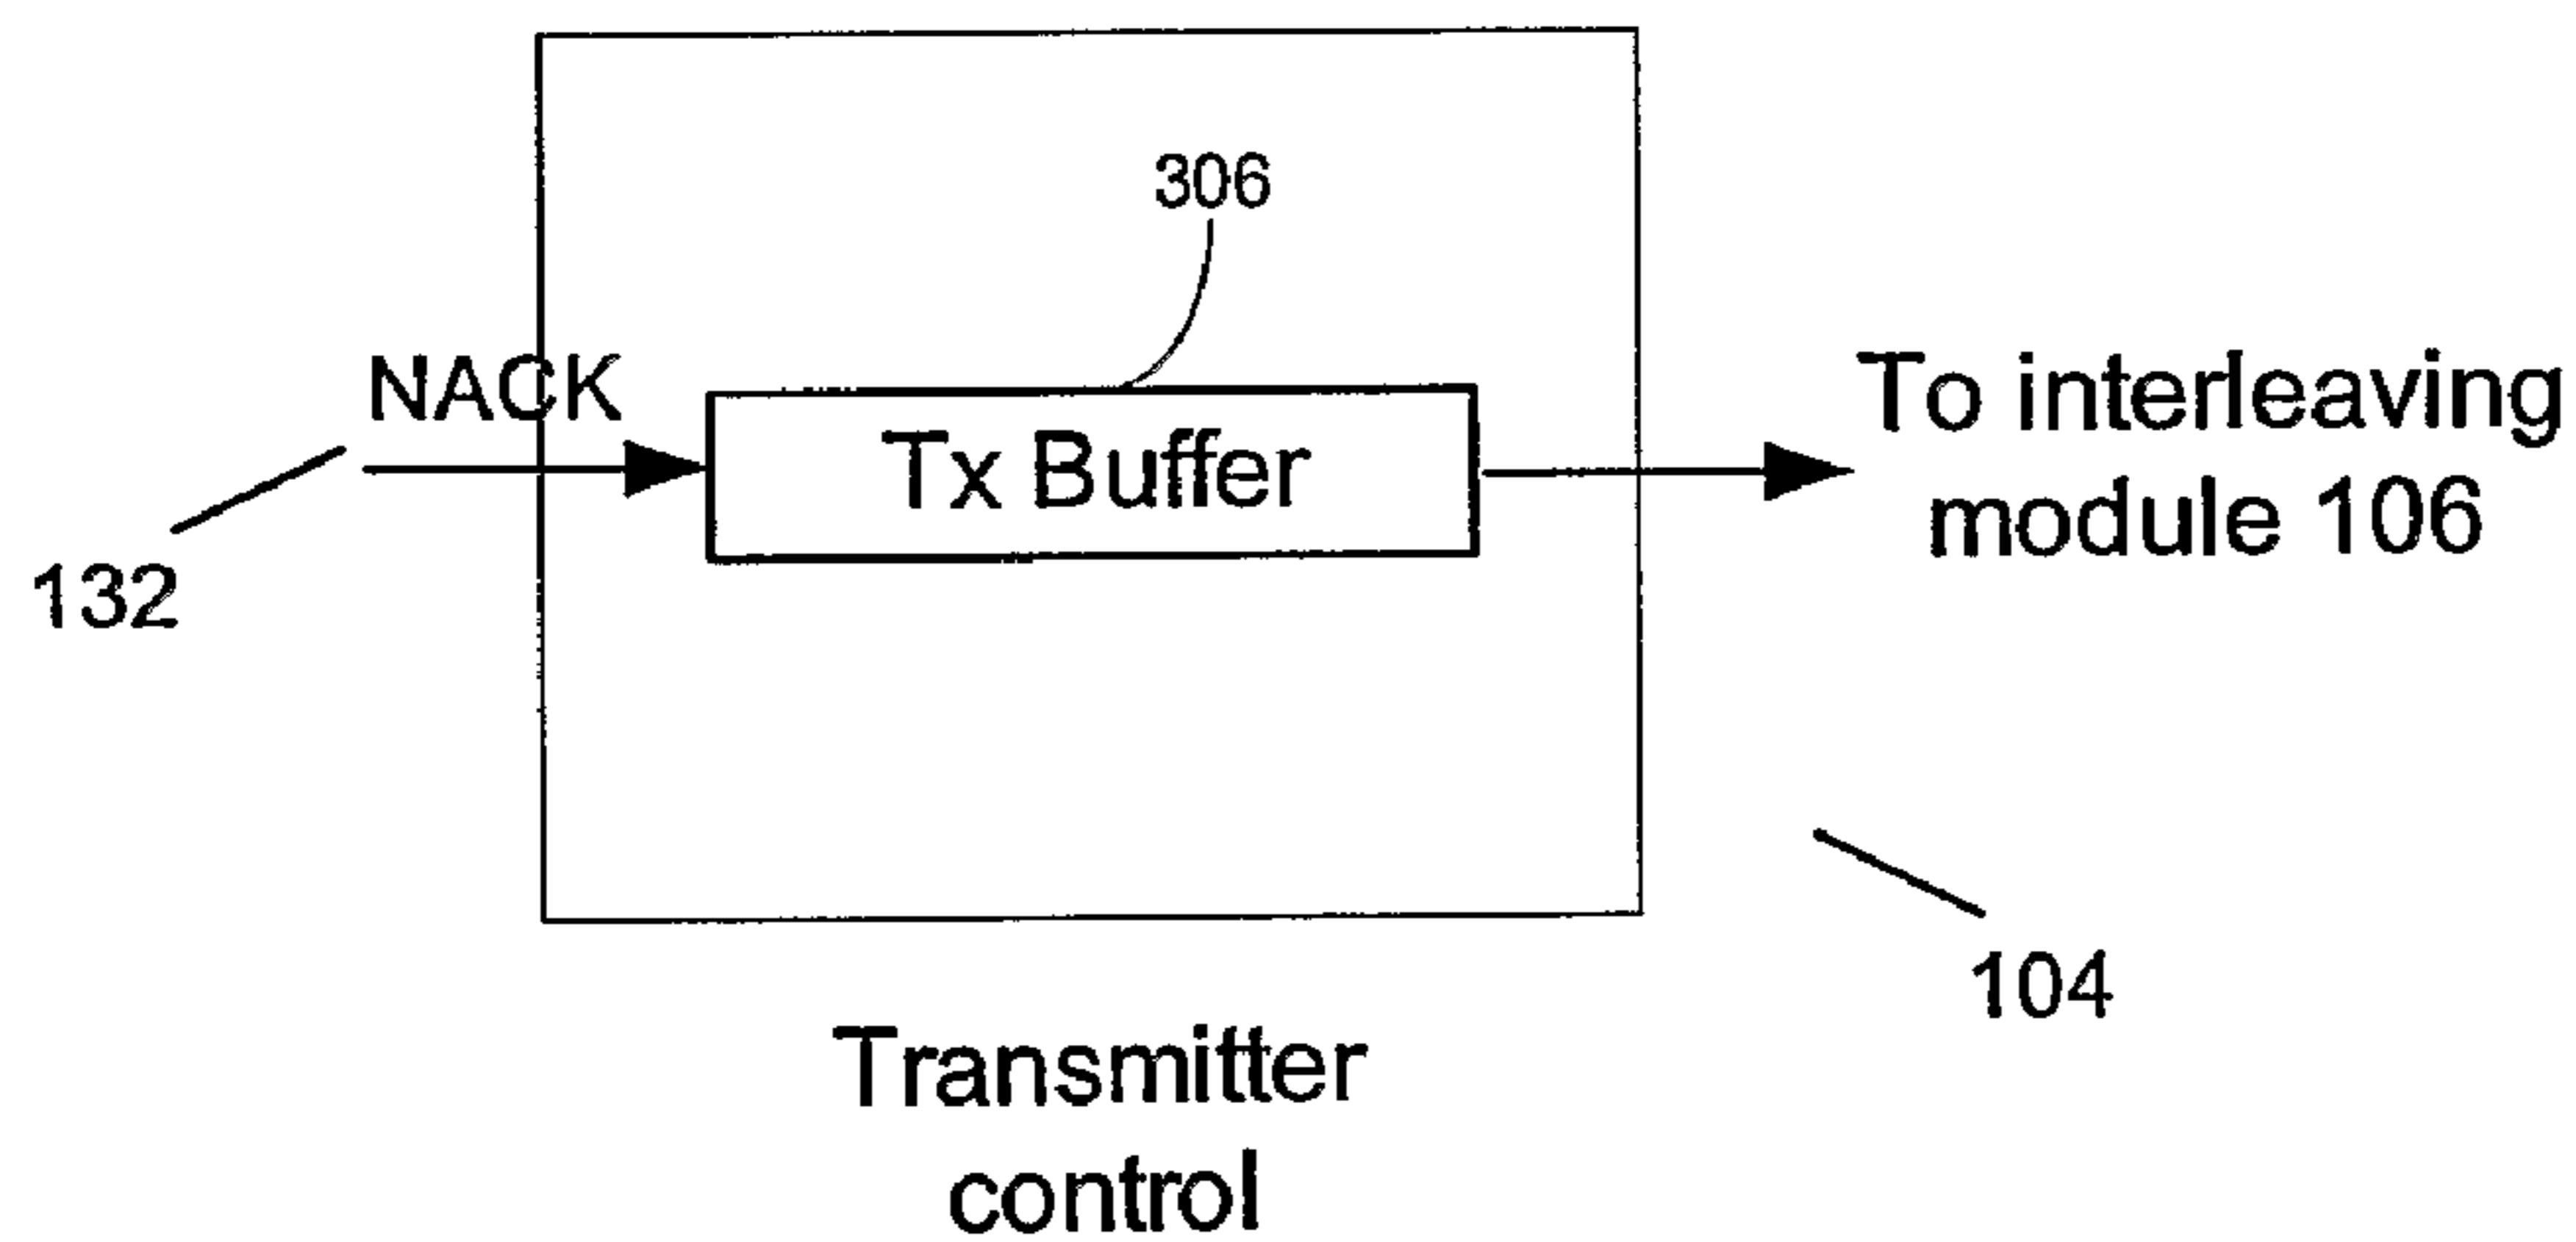 306
NACK
Tx Buffer
To interleaving
module 106
132
104
Transmitter
control